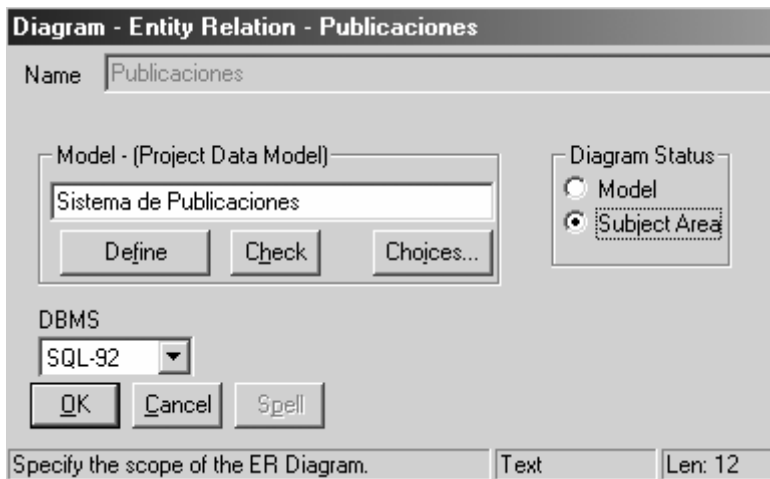 Diagram - Entity Relation - Publicaciones
Name Publicaciones
Model - (Project Data Model)
Diagram Status
Sistema de Publicaciones
Model
Subject Area
Define Check Choices...
DBMS
SQL-92
OK Cancel Spell
Specify the scope of the ER Diagram. Text Len: 12